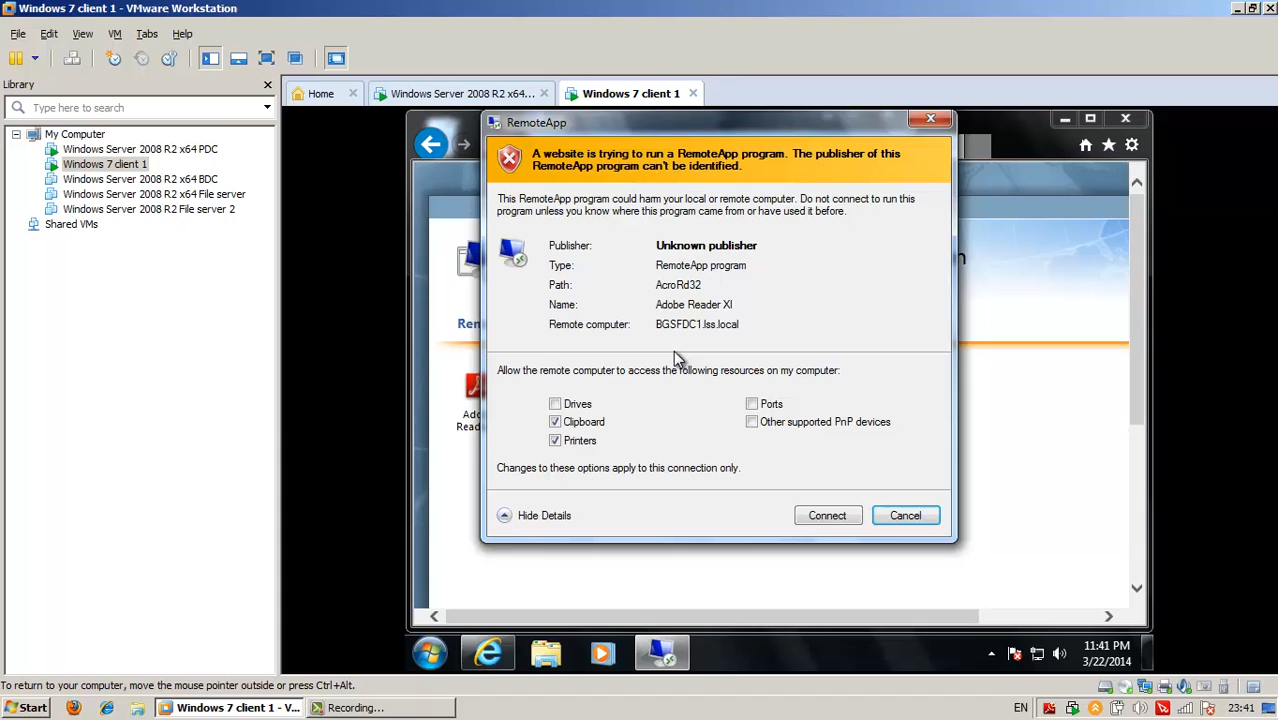 Windows 7 client 1 - VMware Workstation
File Edit View VM Tabs Help
Library
Type here to search
My Computer
Windows Server 2008 R2 x64 PDC
Windows 7 client 1
Windows Server 2008 R2 x64 BDC
Windows Server 2008 R2 x64 File server
Windows Server 2008 R2 File server 2
Shared VMs
Home
Windows Server 2008 R2 x64...
Windows 7 client 1
RemoteApp
A website is trying to run a RemoteApp program. The publisher of this
RemoteApp program can't be identified.
This RemoteApp program could harm your local or remote computer. Do not connect to run this
program unless you know where this program came from or have used it before.
Publisher: Unknown publisher
Type: RemoteApp program
Path: AcroRd32
Name: Adobe Reader XI
Remote computer: BGSFDC1.lss.local
Allow the remote computer to access the following resources on my computer:
Drives
Ports
Clipboard
Other supported PnP devices
Printers
Changes to these options apply to this connection only.
Hide Details
Connect
Cancel
11:41 PM
3/22/2014
To return to your computer, move the mouse pointer outside or press Ctrl+Alt.
Start
Windows 7 client 1 - V...
Recording...
EN
23:41